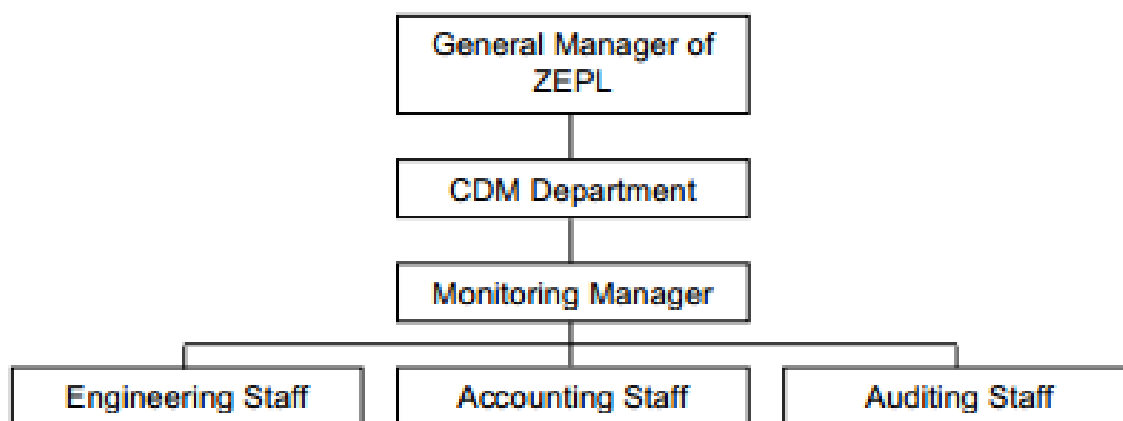 General Manager of
ZEPL
CDM Department
Monitoring Manager
Engineering Staff
Accounting Staff
Auditing Staff